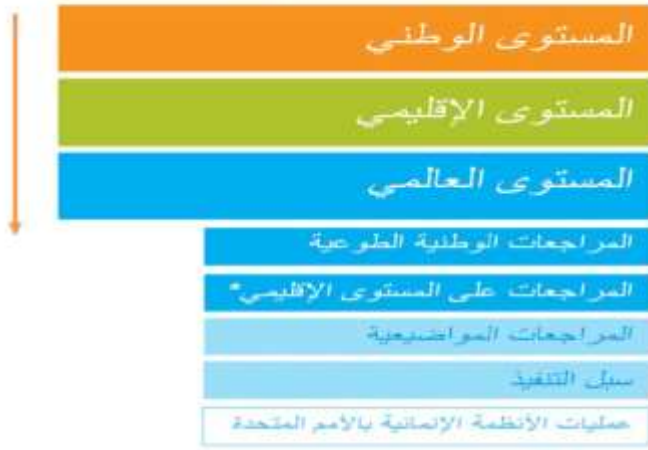 المستوى الوطني
المستوى الإقليمي
المستوى العالمي
المراجعات الوطنية الطوعية
المراجعات على المستوى الإقليمي*
المراجعات المواضيعية
سبل التنفيذ
عمليات الأنظمة الإنمائية بالأمم المتحدة